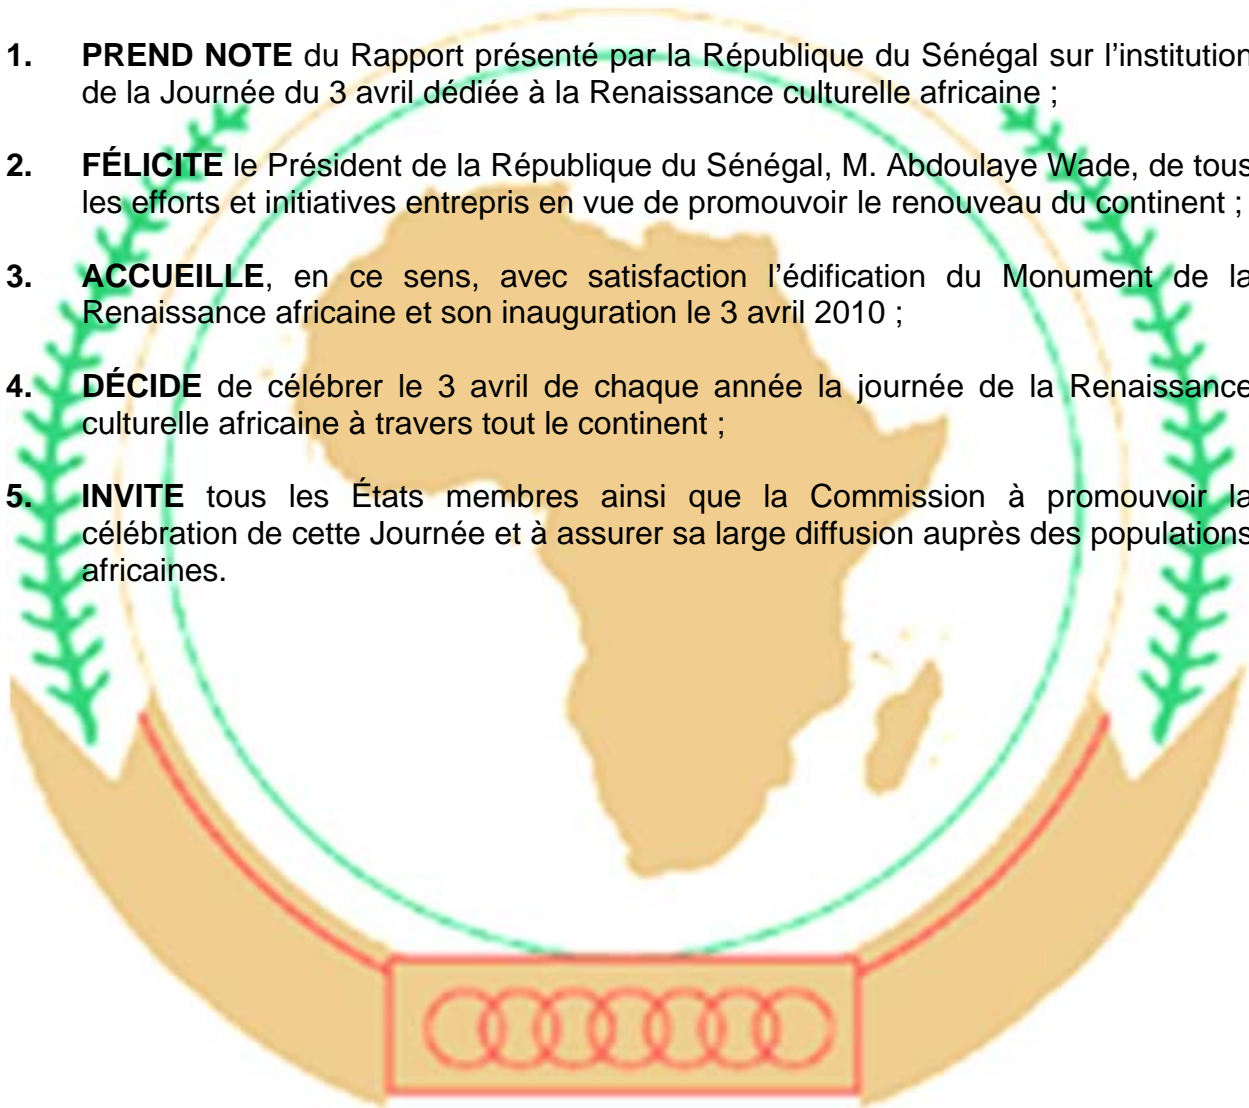 1. PREND NOTE du Rapport présenté par la République du Sénégal sur l’institution
de la Journée du 3 avril dédiée à la Renaissance culturelle africaine ;
2. FÉLICITE le Président de la République du Sénégal, M. Abdoulaye Wade, de tous
les efforts et initiatives entrepris en vue de promouvoir le renouveau du continent ;
3. ACCUEILLE, en ce sens, avec satisfaction l’édification du Monument de la
Renaissance africaine et son inauguration le 3 avril 2010 ;
4. DÉCIDE de célébrer le 3 avril de chaque année la journée de la Renaissance
culturelle africaine à travers tout le continent ;
5. INVITE tous les États membres ainsi que la Commission à promouvoir la
célébration de cette Journée et à assurer sa large diffusion auprès des populations
africaines.